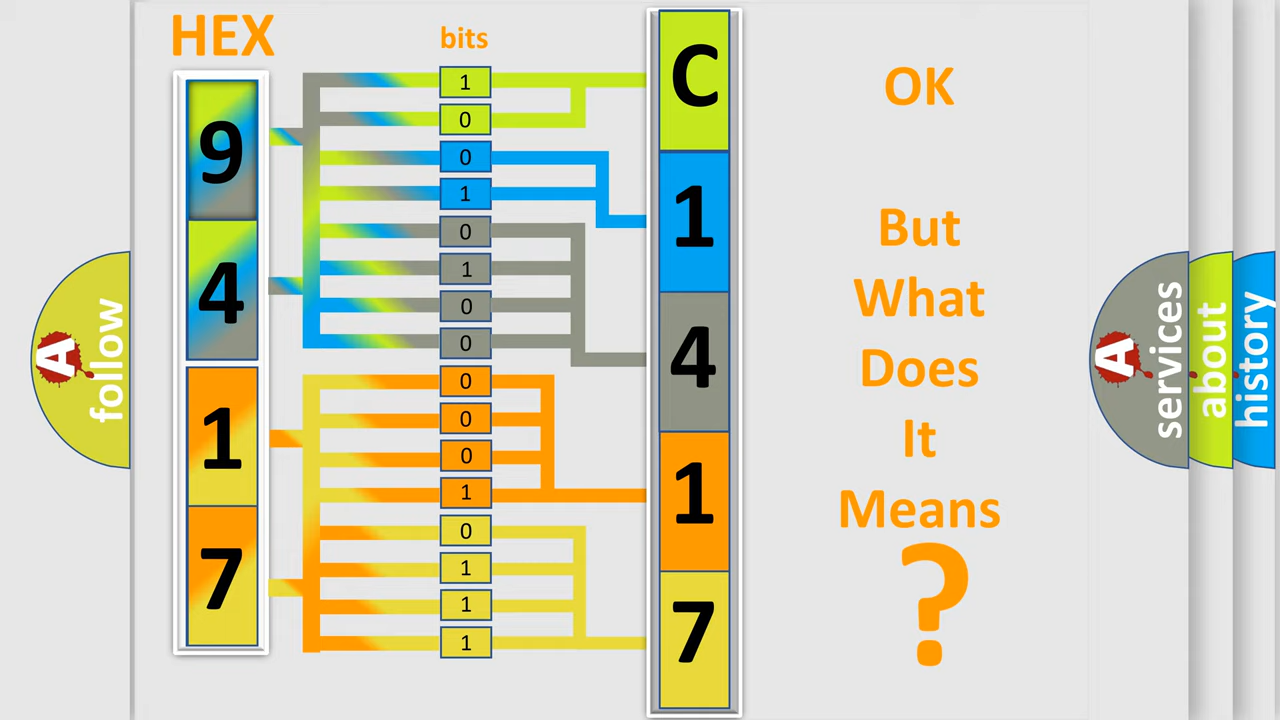 HEX
bits
9
4
1
7
1
0
0
1
0
1
0
0
0
0
0
1
0
1
1
1
C
1
4
1
7
OK
But
What
Does
It
Means
?
A
follow
A
services
about
history